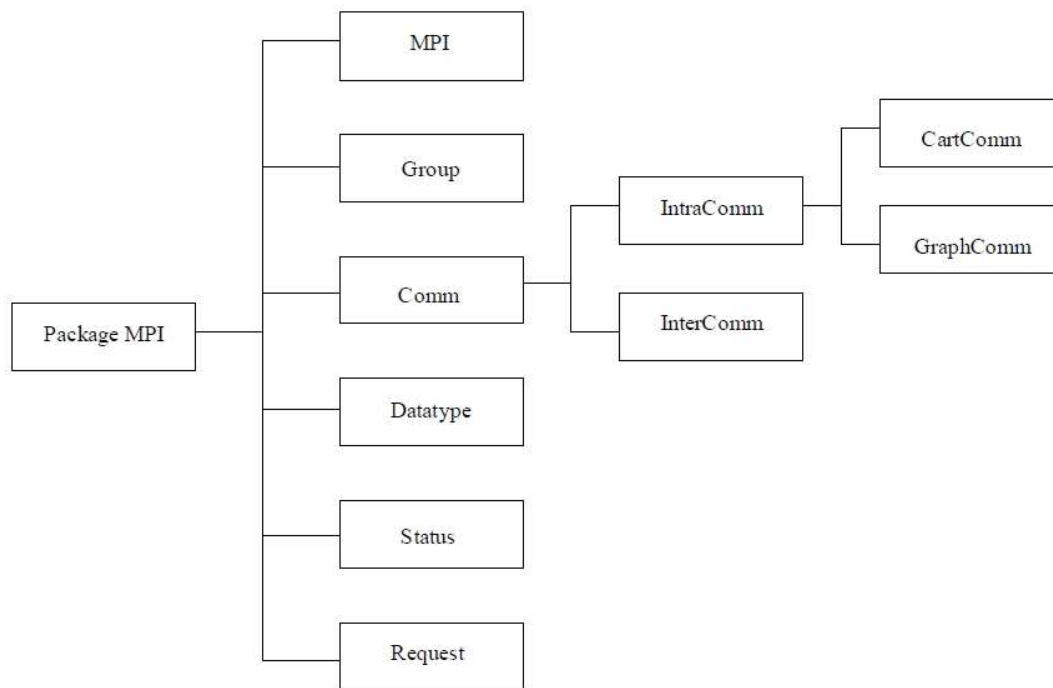 MPI
CartComm
Group
IntraComm
GraphComm
Comm
InterComm
Package MPI
Datatype
Status
Request